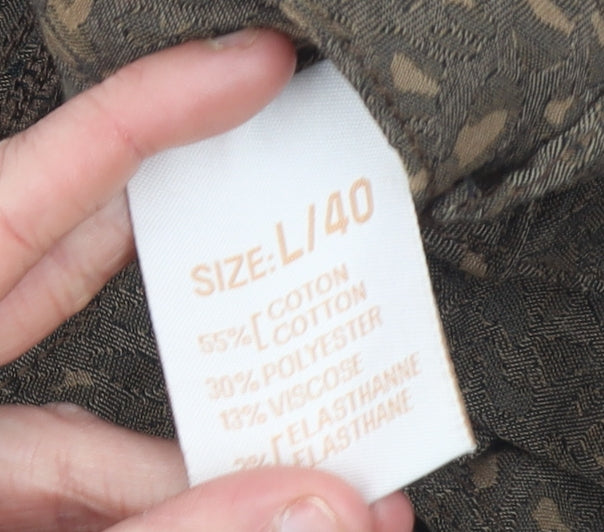 SIZE: L/40
55% [ COTON
COTTON
30% POLYESTER
13% VISCOSE
2% [ ELASTHANNE
ELASTHANE